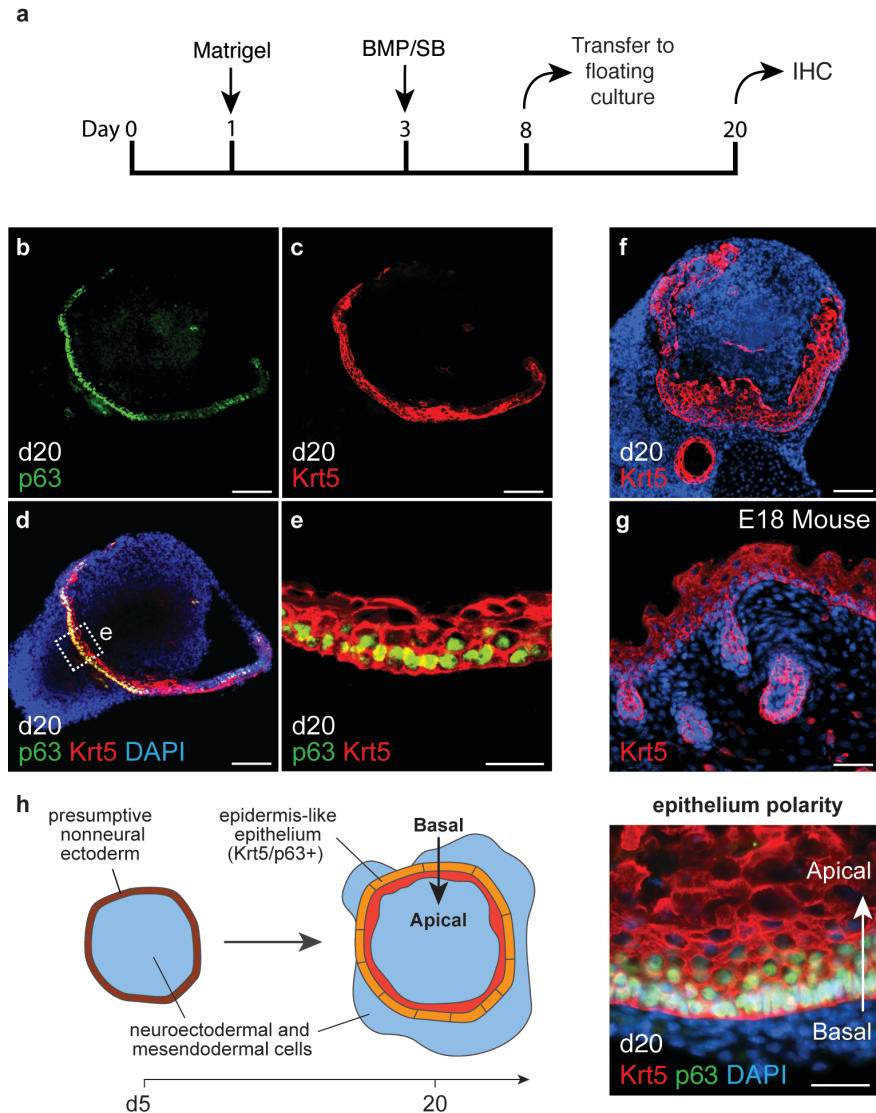 a
Matrigel
BMP/SB
Transfer to
floating
culture
IHC
Day 0
1
3
8
20
b
d20
p63
c
d20
Krt5
f
d20
Krt5
d
e
d20
p63 Krt5 DAPI
e
d20
p63 Krt5
g
E18 Mouse
Krt5
h
presumptive
nonneural
ectoderm
epidermis-like
epithelium
(Krt5/p63+)
Basal
Apical
neuroectodermal and
mesendodermal cells
d5
20
epithelium polarity
Apical
Basal
d20
Krt5 p63 DAPI